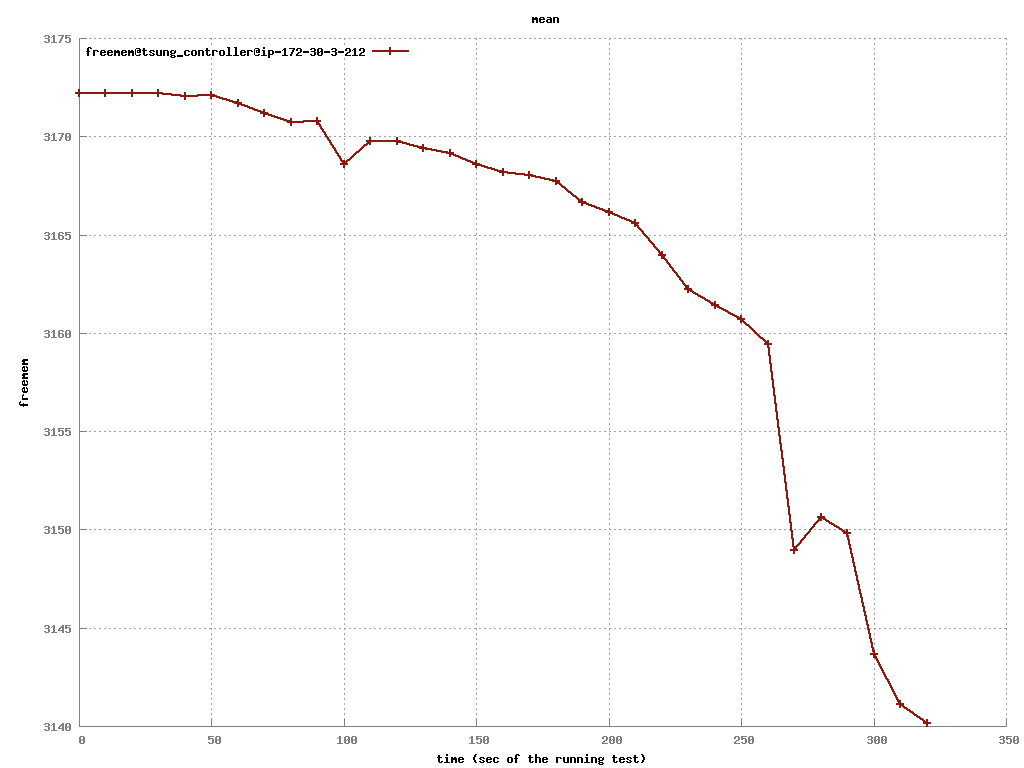 mean
3175
freemem@tsung_controller@ip-172-30-3-212
3170
3165
3160
freemem
3155
3150
3145
3140
0 50 100 150 200 250 300 350
time (sec of the running test)